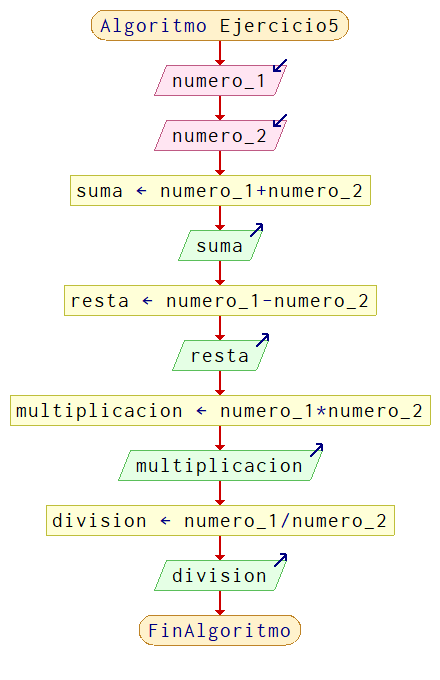 Algoritmo Ejercicio5
numero_1
numero_2
suma ← numero_1+numero_2
suma
resta ← numero_1-numero_2
resta
multiplicacion ← numero_1*numero_2
multiplicacion
division ← numero_1/numero_2
division
FinAlgoritmo